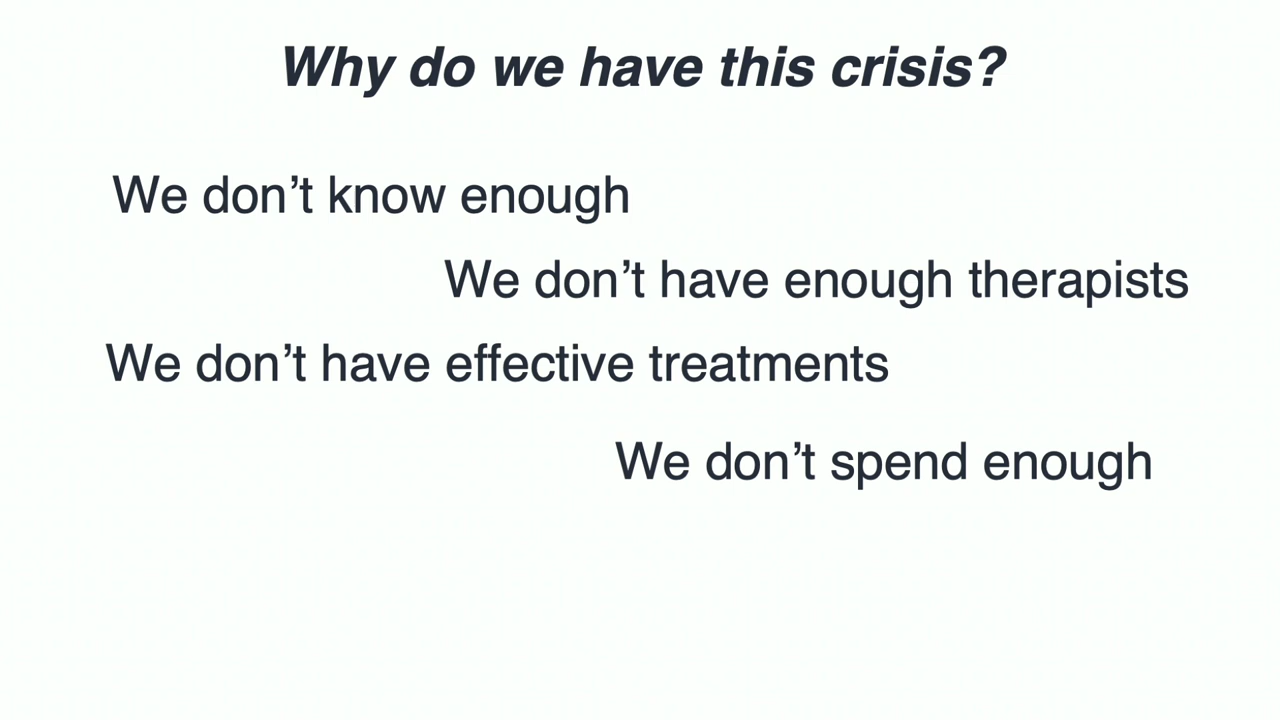 Why do we have this crisis?
We don’t know enough
We don’t have enough therapists
We don’t have effective treatments
We don’t spend enough